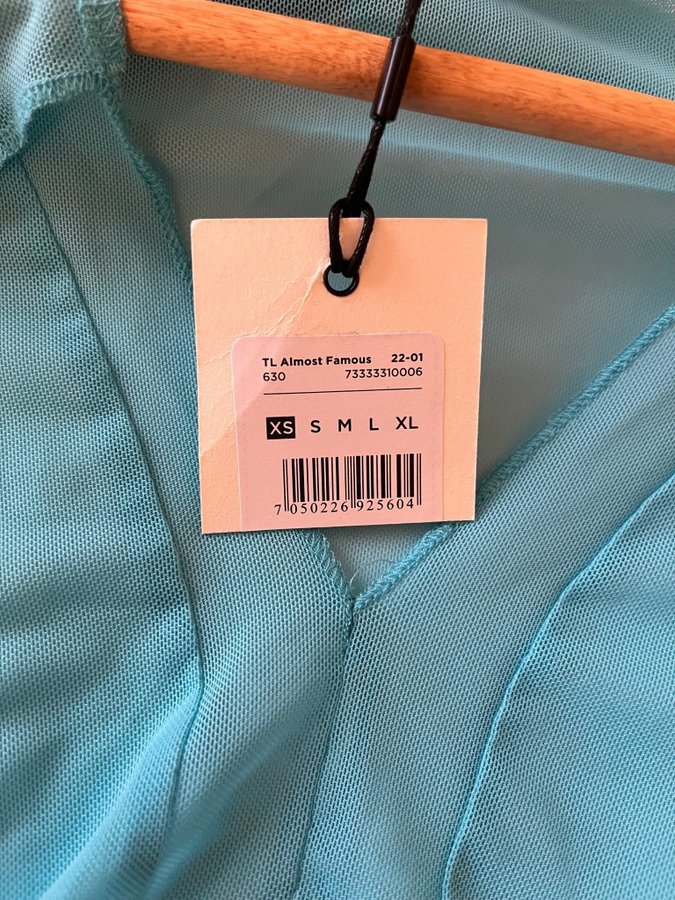 TL Almost Famous 22-01
630 73333310006
XS S M L XL
7 050226 925604